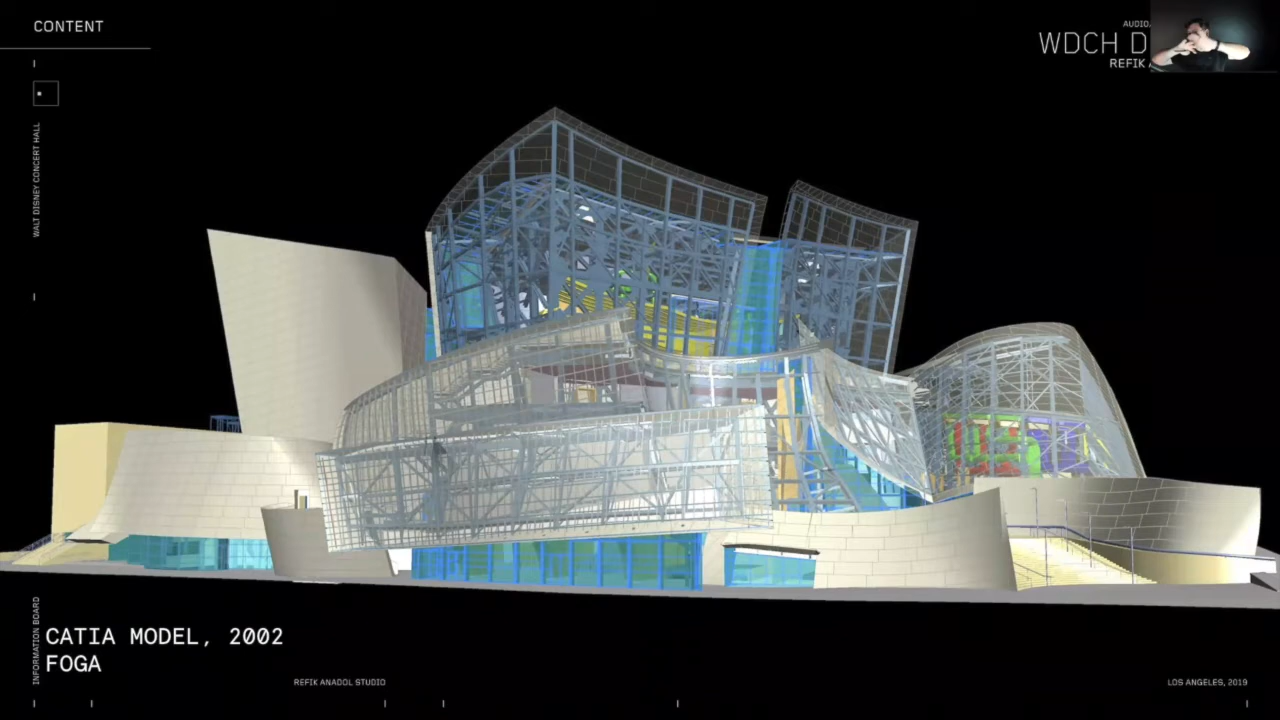 CONTENT
AUDIO
WDCH D
REFIK
WALT DISNEY CONCERT HALL
INFORMATION BOARD
CATIA MODEL, 2002
FOGA
REFIK ANADOL STUDIO
LOS ANGELES, 2019